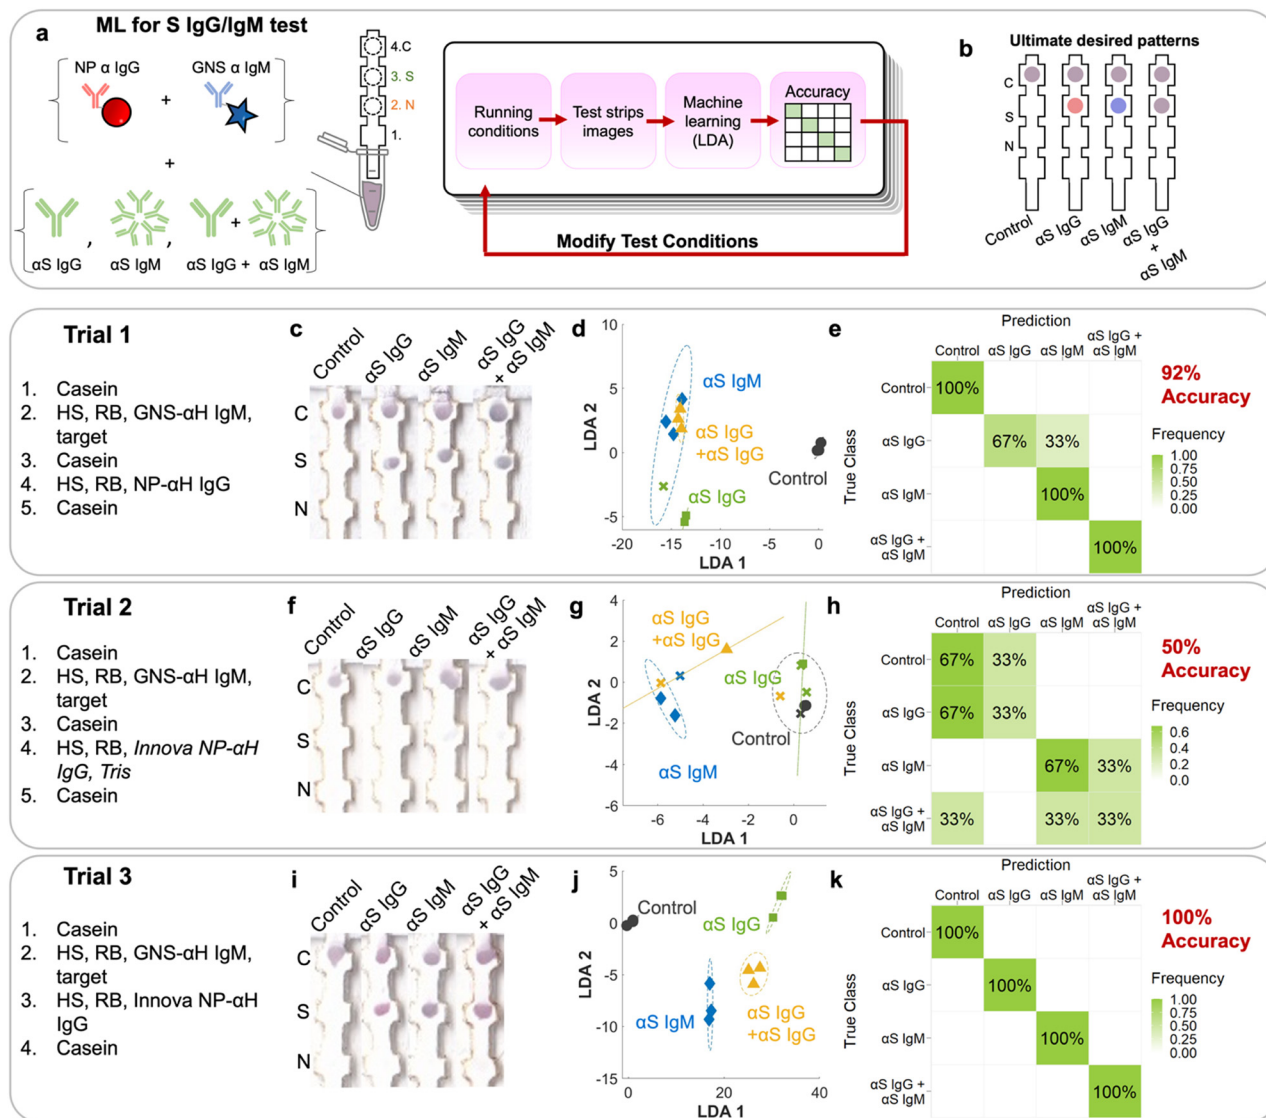 a
ML for S IgG/IgM test
NP α IgG
+
GNS α IgM
+
αS IgG
,
αS IgM
,
+
αS IgG + αS IgM
4.C
3. S
2. N
1.
Running
conditions
Test strips
images
Machine
learning
(LDA)
Accuracy
Modify Test Conditions
b
Ultimate desired patterns
C
S
N
Control
αS IgG
αS IgM
αS IgG
+
αS IgM
Trial 1
1. Casein
2. HS, RB, GNS-αH IgM,
target
3. Casein
4. HS, RB, NP-αH IgG
5. Casein
c
Control
αS IgG
αS IgM
αS IgG
+ αS IgM
C
S
N
d
LDA 2
10
5
0
-5
-20
-15
-10
-5
0
LDA 1
αS IgM
αS IgG
+αS IgG
Control
αS IgG
e
Prediction
Control
αS IgG
αS IgM
αS IgG +
αS IgM
True Class
Control
100%
αS IgG
67%
33%
αS IgM
100%
αS IgG +
αS IgM
100%
92%
Accuracy
Frequency
1.00
0.75
0.50
0.25
0.00
Trial 2
1. Casein
2. HS, RB, GNS-αH IgM,
target
3. Casein
4. HS, RB, Innova NP-αH
IgG, Tris
5. Casein
f
Control
αS IgG
αS IgM
αS IgG
+ αS IgM
C
S
N
g
LDA 2
4
2
0
-2
-4
-6
-6
-4
-2
0
LDA 1
αS IgG
+αS IgG
αS IgG
Control
αS IgM
h
Prediction
Control
αS IgG
αS IgM
αS IgG +
αS IgM
True Class
Control
67%
33%
αS IgG
67%
33%
αS IgM
67%
33%
αS IgG +
αS IgM
33%
33%
33%
50%
Accuracy
Frequency
0.6
0.4
0.2
0.0
Trial 3
1. Casein
2. HS, RB, GNS-αH IgM,
target
3. HS, RB, Innova NP-αH
IgG
4. Casein
i
Control
αS IgG
αS IgM
αS IgG
+ αS IgM
C
S
N
j
LDA 2
5
0
-5
-10
-15
0
20
40
LDA 1
Control
αS IgG
αS IgM
αS IgG
+αS IgG
k
Prediction
Control
αS IgG
αS IgM
αS IgG +
αS IgM
True Class
Control
100%
αS IgG
100%
αS IgM
100%
αS IgG +
αS IgM
100%
100%
Accuracy
Frequency
1.00
0.75
0.50
0.25
0.00